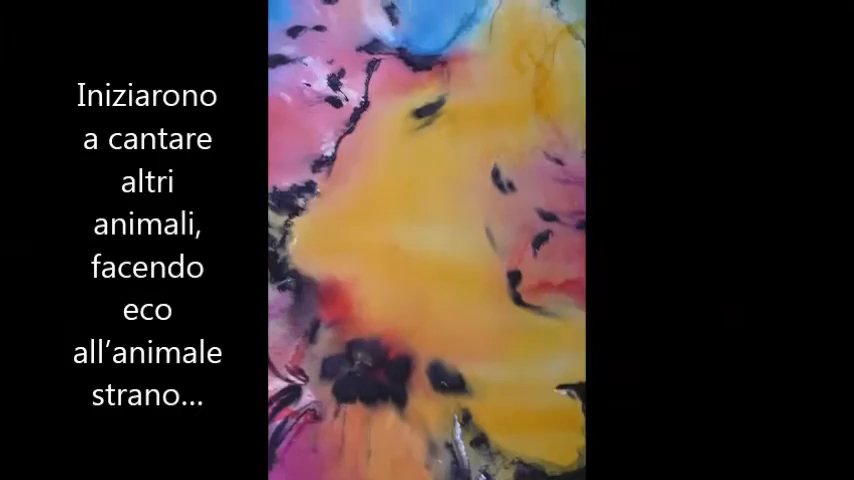 Iniziarono
a cantare
altri
animali,
facendo
eco
all’animale
strano...